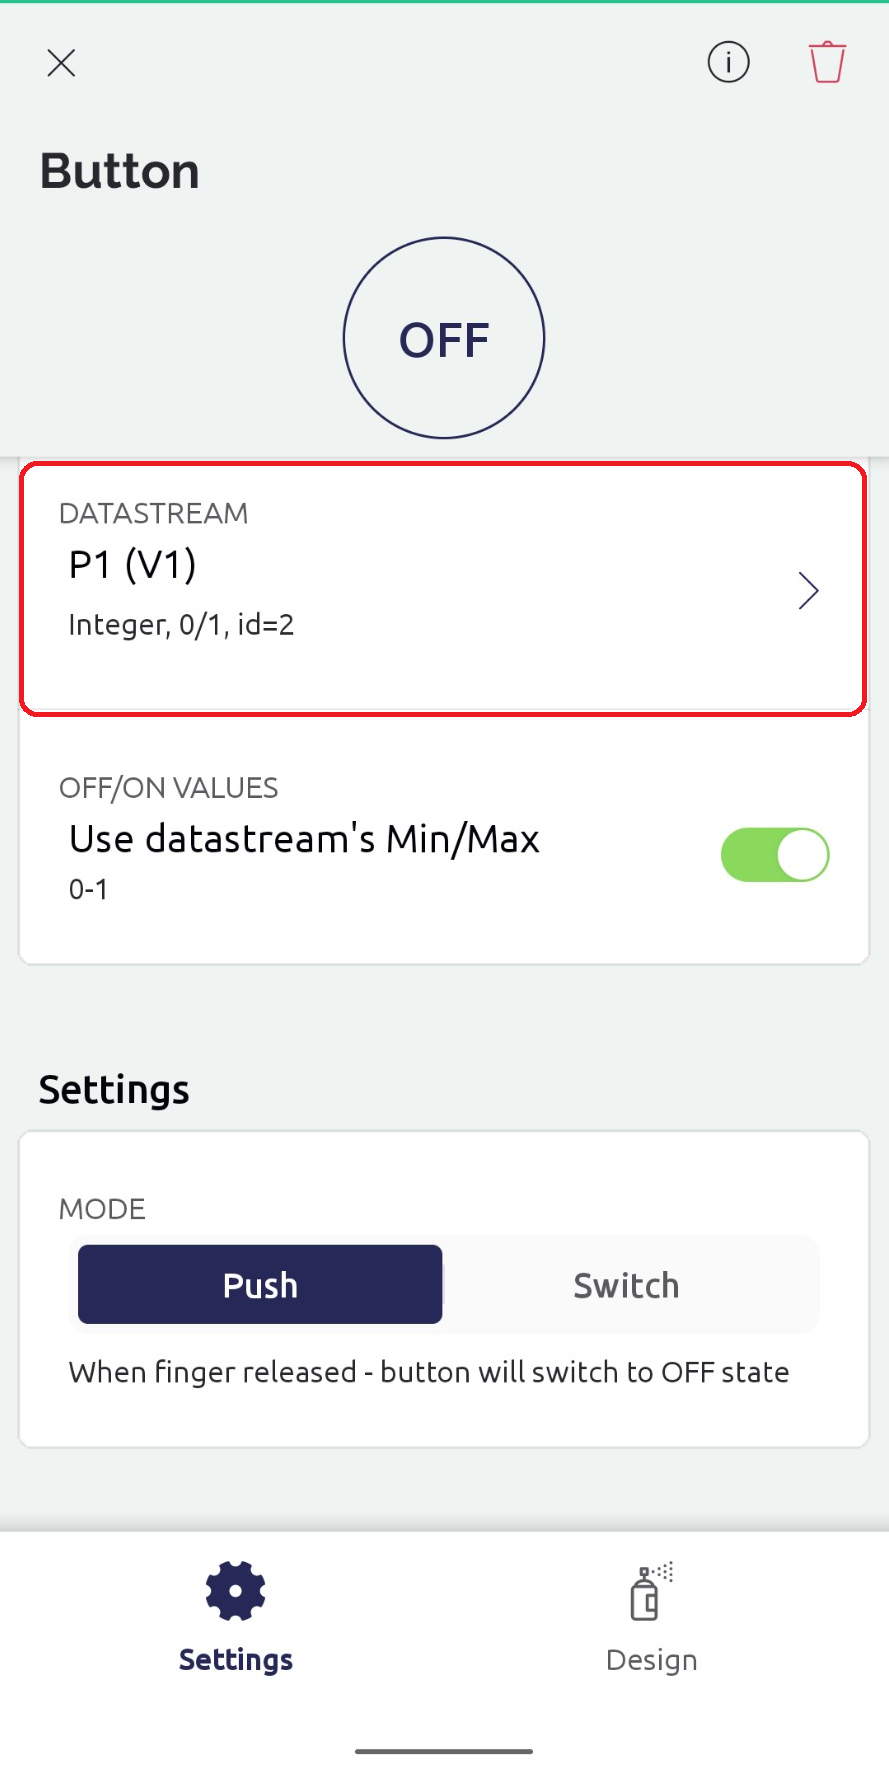 Button
OFF
DATASTREAM
P1 (V1)
Integer, 0/1, id=2
OFF/ON VALUES
Use datastream's Min/Max
0-1
Settings
MODE
Push Switch
When finger released - button will switch to OFF state
Settings Design